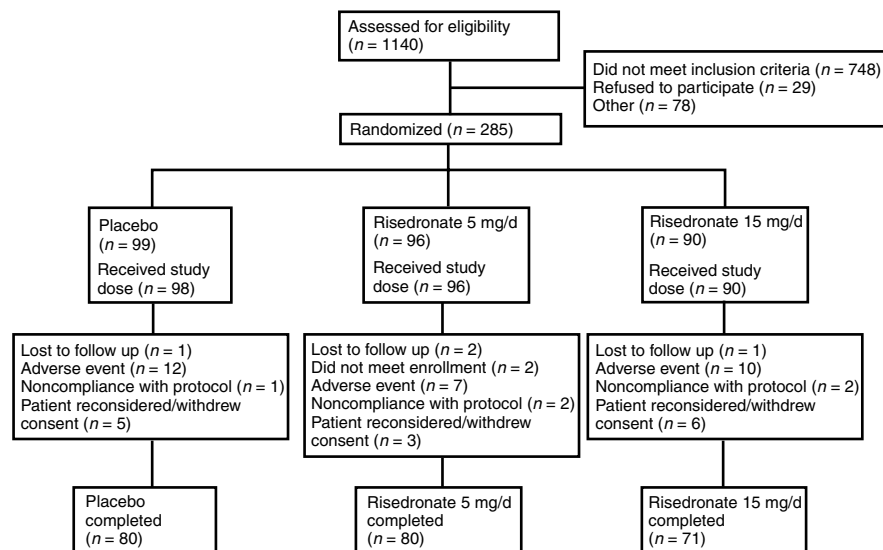 Assessed for eligibility
(n = 1140)
Did not meet inclusion criteria (n = 748)
Refused to participate (n = 29)
Other (n = 78)
Randomized (n = 285)
Placebo
(n = 99)
Received study
dose (n = 98)
Risedronate 5 mg/d
(n = 96)
Received study
dose (n = 96)
Risedronate 15 mg/d
(n = 90)
Received study
dose (n = 90)
Lost to follow up (n = 1)
Adverse event (n = 12)
Noncompliance with protocol (n = 1)
Patient reconsidered/withdrew
consent (n = 5)
Lost to follow up (n = 2)
Did not meet enrollment (n = 2)
Adverse event (n = 7)
Noncompliance with protocol (n = 2)
Patient reconsidered/withdrew
consent (n = 3)
Lost to follow up (n = 1)
Adverse event (n = 10)
Noncompliance with protocol (n = 2)
Patient reconsidered/withdrew
consent (n = 6)
Placebo
completed
(n = 80)
Risedronate 5 mg/d
completed
(n = 80)
Risedronate 15 mg/d
completed
(n = 71)